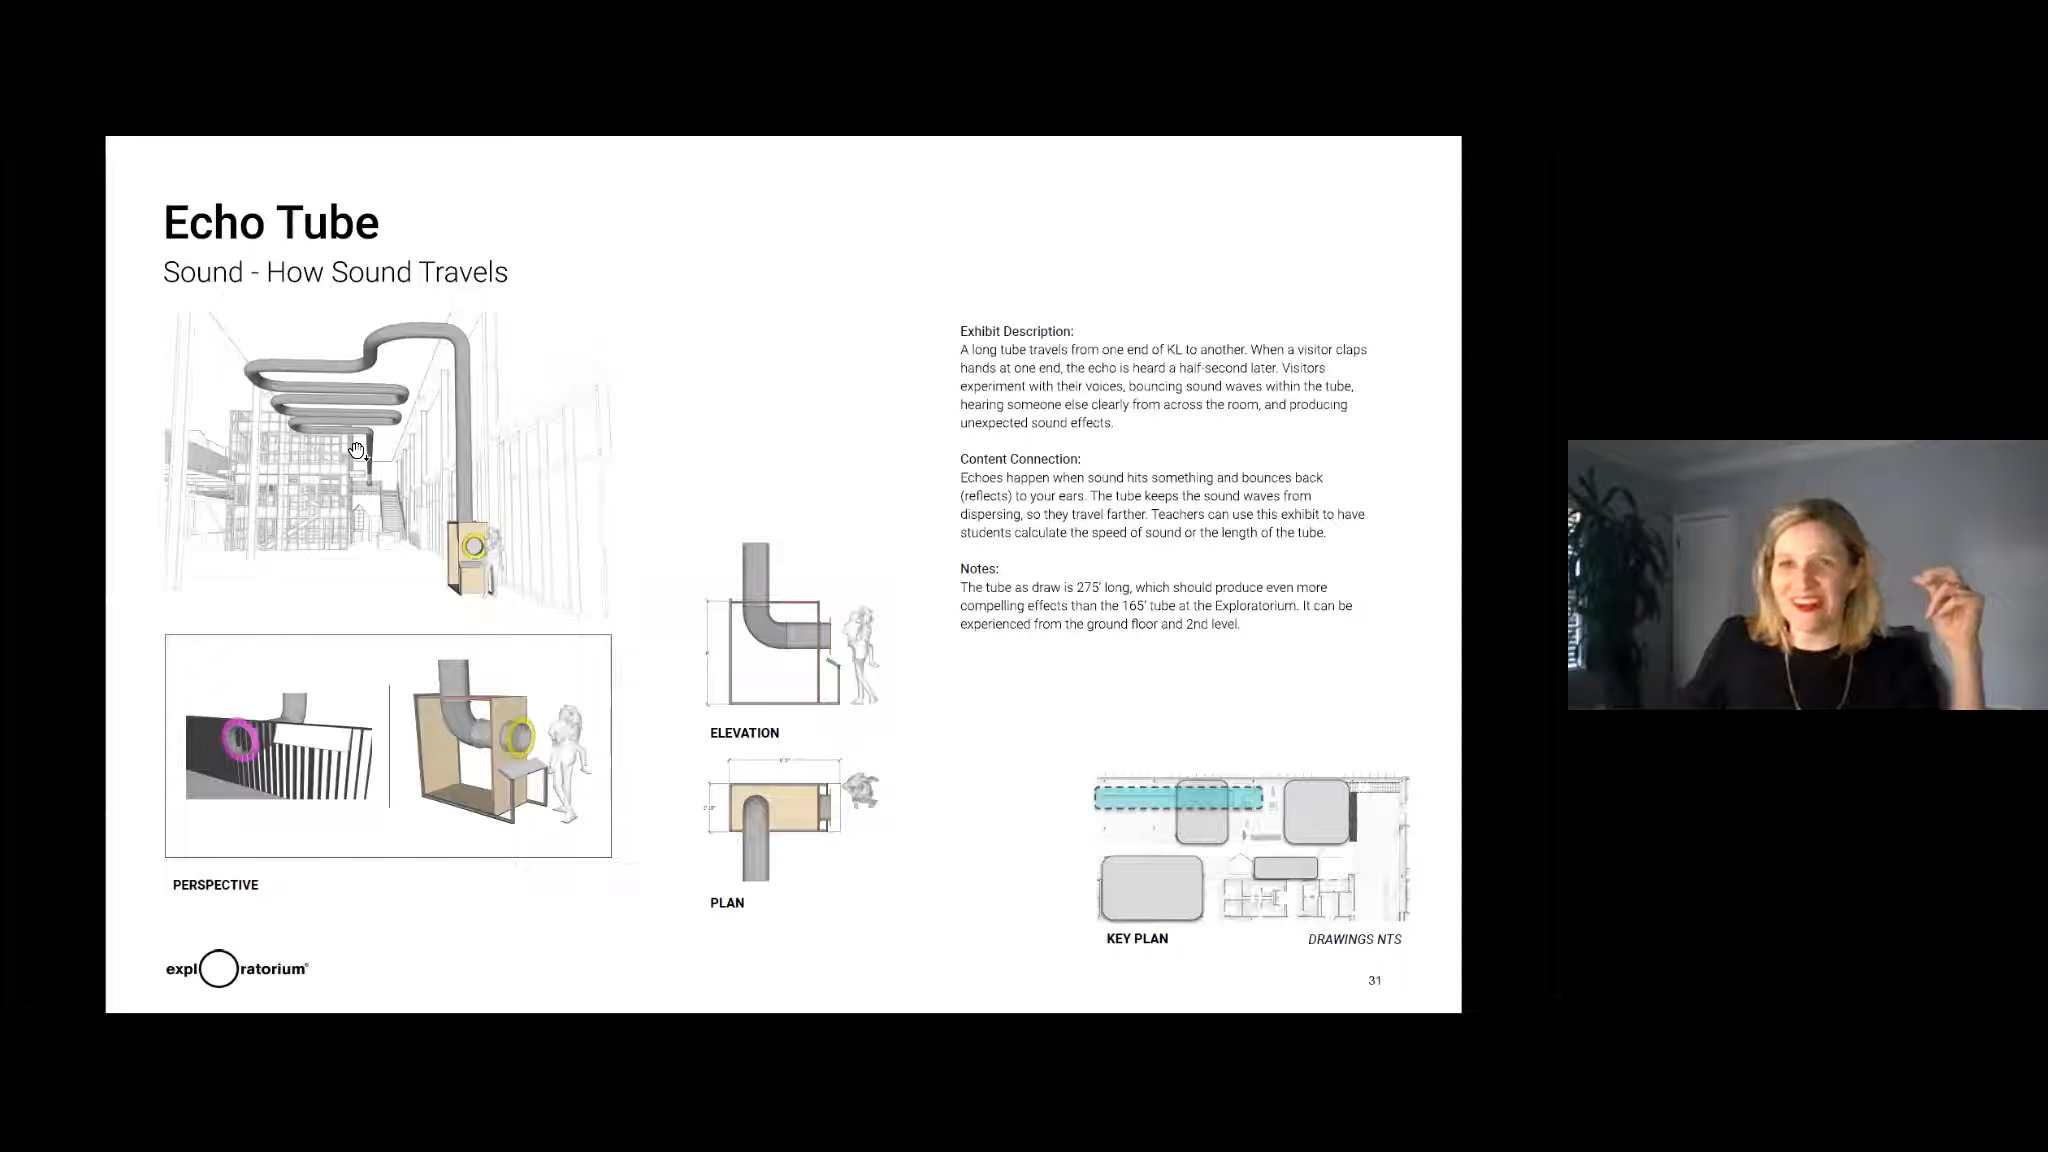 Echo Tube
Sound - How Sound Travels
Exhibit Description:
A long tube travels from one end of KL to another. When a visitor claps
hands at one end, the echo is heard a half-second later. Visitors
experiment with their voices, bouncing sound waves within the tube,
hearing someone else clearly from across the room, and producing
unexpected sound effects.
Content Connection:
Echoes happen when sound hits something and bounces back
(reflects) to your ears. The tube keeps the sound waves from
dispersing, so they travel farther. Teachers can use this exhibit to have
students calculate the speed of sound or the length of the tube.
Notes:
The tube as draw is 275' long, which should produce even more
compelling effects than the 165' tube at the Exploratorium. It can be
experienced from the ground floor and 2nd level.
ELEVATION
PERSPECTIVE
PLAN
KEY PLAN
DRAWINGS NTS
expl ratorium®
31